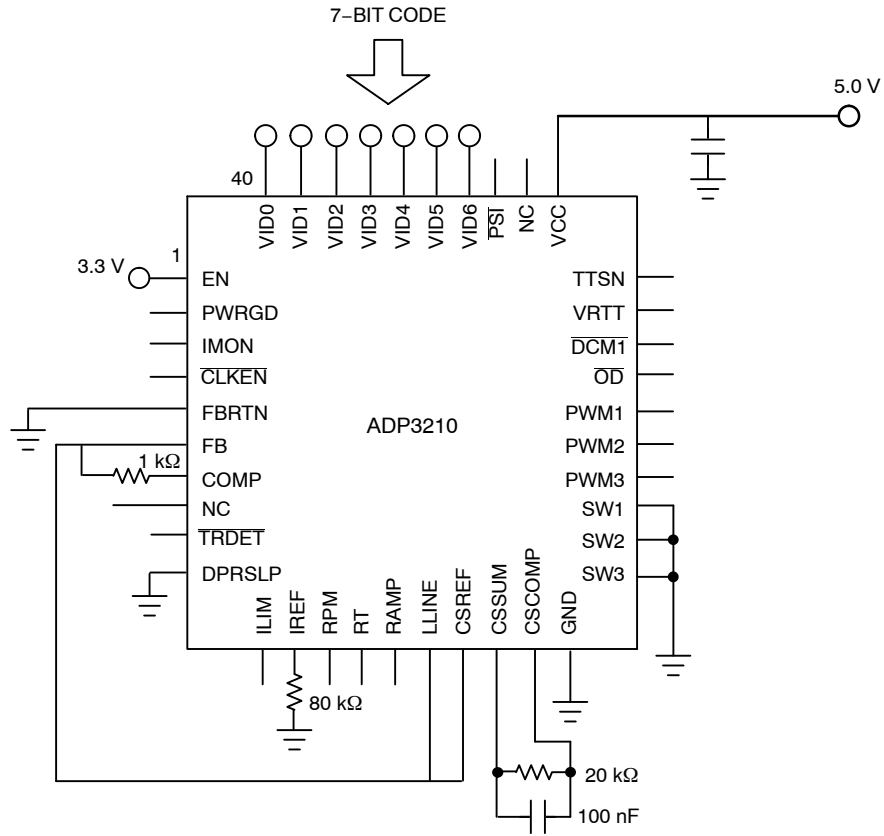 7–BIT CODE
5.0 V
40
VID0
VID1
VID2
VID3
VID4
VID5
VID6
PSI
NC
VCC
1
3.3 V
EN
PWRGD
IMON
CLKEN
FBRTN
FB
1 kΩ
COMP
NC
TRDET
DPRSLP
ADP3210
TTSN
VRTT
DCM1
OD
PWM1
PWM2
PWM3
SW1
SW2
SW3
ILIM
IREF
RPM
RT
RAMP
LLINE
CSREF
CSSUM
CSCOMP
GND
80 kΩ
20 kΩ
100 nF